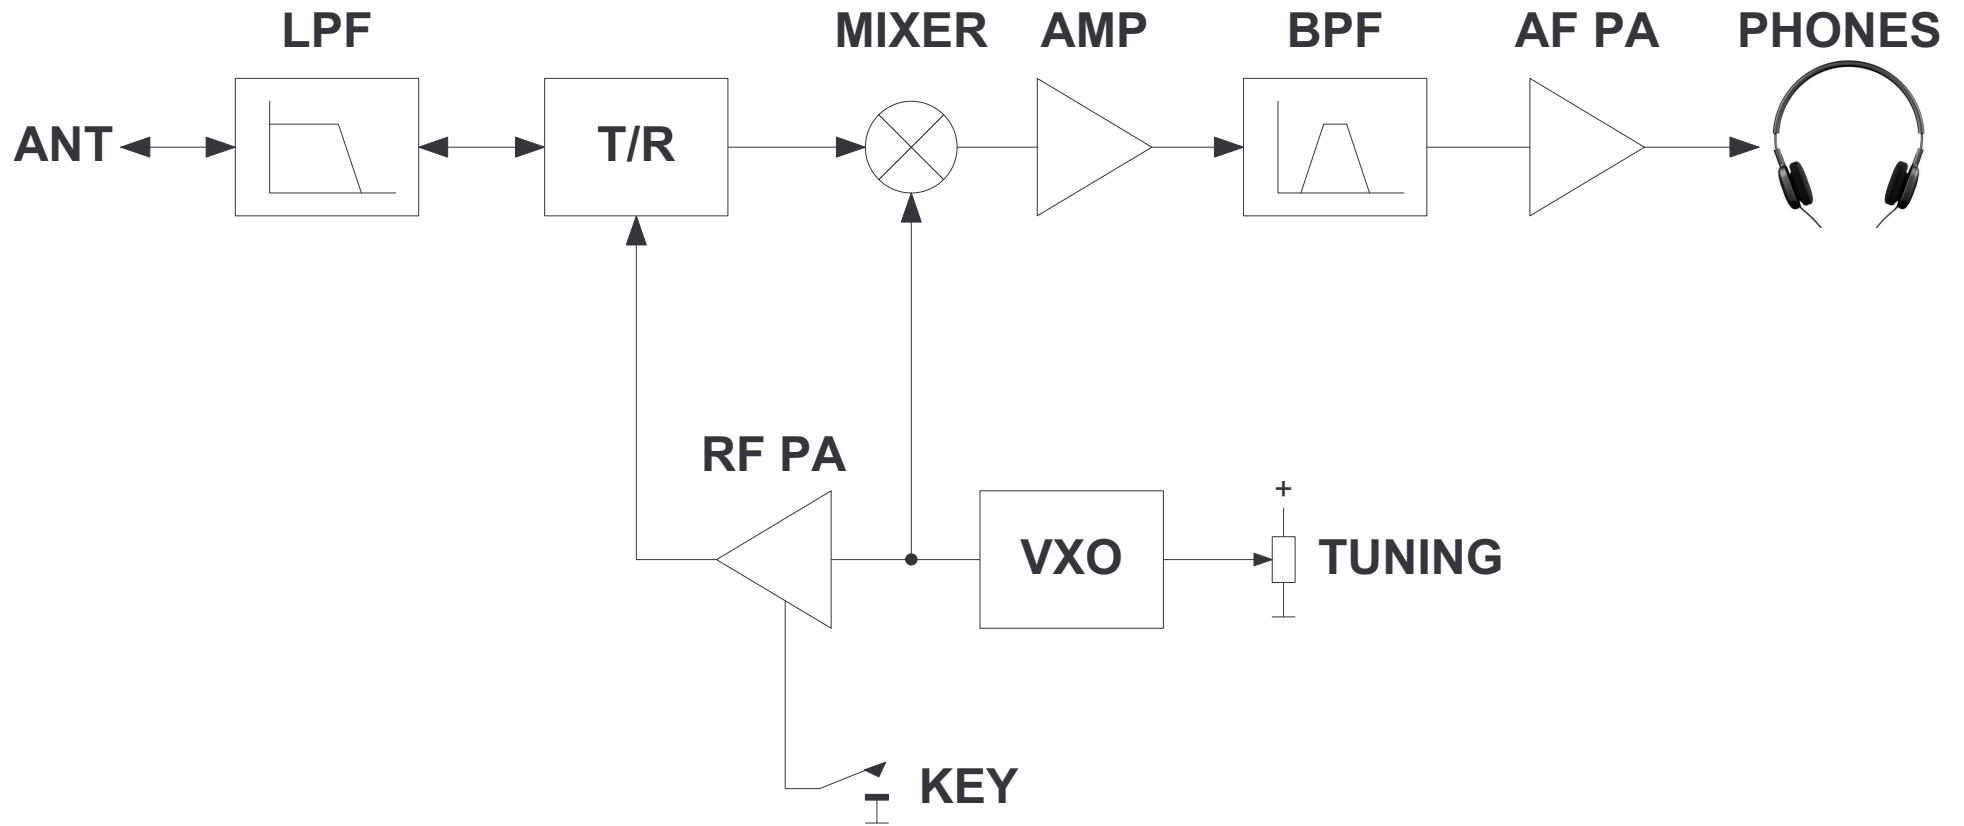 LPF
MIXER
AMP
BPF
AF PA
PHONES
ANT
T/R
RF PA
+
VXO
TUNING
KEY